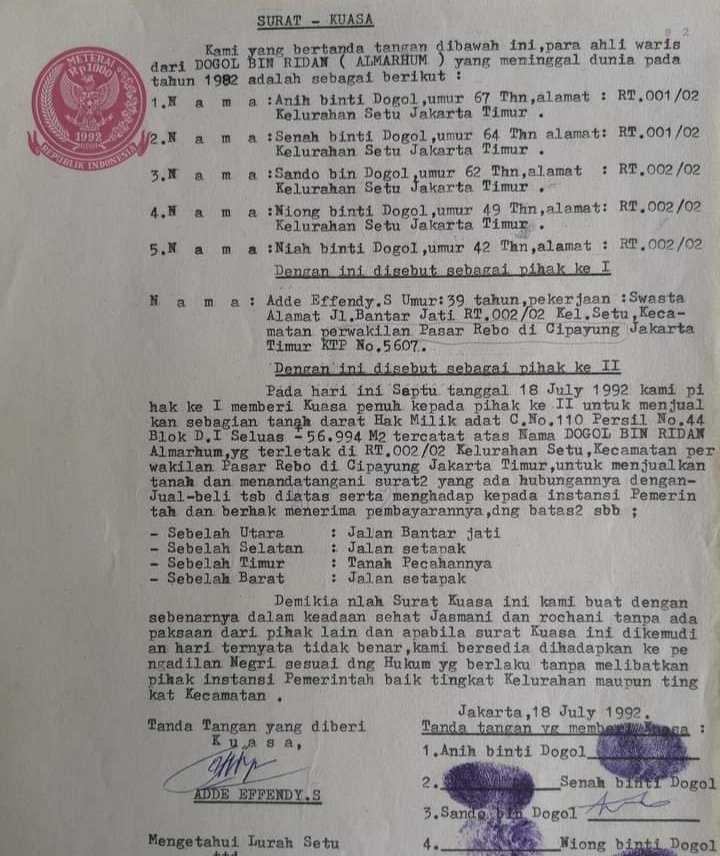 SURAT - KUASA
2
METERAI
Rp1000
1992
REPUBLIK INDONESIA
Kami yang bertanda tangan dibawah ini,para ahli waris
dari DOGOL BIN RIDAN ( ALMARHUM ) yang meninggal dunia pada
tahun 1982 adalah sebagai berikut :
1.N a m a :Anih binti Dogol,umur 67 Thn,alamat : RT.001/02
Kelurahan Setu Jakarta Timur .
2.N a m a :Senah binti Dogol,umur 64 Thn alamat: RT.001/02
Kelurahan Setu Jakarta Timur .
3.N a m a :Sando bin Dogol,umur 62 Thn,alamat : RT.002/02
Kelurahan Setu Jakarta Timur .
4.N a m a :Niong binti Dogol,umur 49 Thn,alamat: RT.002/02
Kelurahan Setu Jakarta Timur .
5.N a m a :Niah binti Dogol,umur 42 Thn,alamat : RT.002/02
Dengan ini disebut sebagai pihak ke I
N a m a : Adde Effendy.S Umur:39 tahun,pekerjaan :Swasta
Alamat Jl.Bantar Jati RT.002/02 Kel.Setu,Keca-
matan perwakilan Pasar Rebo di Cipayung Jakarta
Timur KTP No.5607.
Dengan ini disebut sebagai pihak ke II
Pada hari ini Saptu tanggal 18 July 1992 kami pi
hak ke I memberi Kuasa penuh kepada pihak ke II untuk menjual
kan sebagian tanah darat Hak Milik adat C.No.110 Persil No.44
Blok D.I Seluas ±56.994 M2 tercatat atas Nama DOGOL BIN RIDAN
Almarhum,yg terletak di RT.002/02 Kelurahan Setu,Kecamatan per
wakilan Pasar Rebo di Cipayung Jakarta Timur,untuk menjualkan
tanah dan menandatangani surat2 yang ada hubungannya dengan-
Jual-beli tsb diatas serta menghadap kepada instansi Pemerin
tah dan berhak menerima pembayarannya,dng batas2 sbb ;
- Sebelah Utara : Jalan Bantar jati
- Sebelah Selatan : Jalan setapak
- Sebelah Timur : Tanah Pecahannya
- Sebelah Barat : Jalan setapak
Demikia nlah Surat Kuasa ini kami buat dengan
sebenarnya dalam keadaan sehat Jasmani dan rochani tanpa ada
paksaan dari pihak lain dan apabila surat Kuasa ini dikemudi
an hari ternyata tidak benar,kami bersedia dihadapkan ke pe
ngadilan Negri sesuai dng Hukum yg berlaku tanpa melibatkan
pihak instansi Pemerintah baik tingkat Kelurahan maupun ting
kat Kecamatan .
Jakarta,18 July 1992.
Tanda Tangan yang diberi
K u a s a,
Tanda tangan yg memberi Kuasa :
1.Anih binti Dogol
2. Senah binti Dogol
ADDE EFFENDY.S
3.Sando bin Dogol
Mengetahui Lurah Setu
4. Niong binti Dogol
ttd